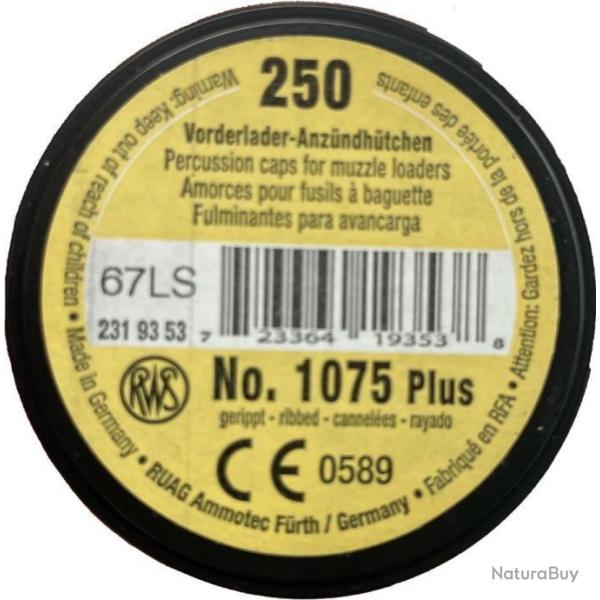 250
Vorderlader-Anzündhütchen
Percussion caps for muzzle loaders
Amorces pour fusils à baguette
Fulminantes para avancarga
67LS
231 93 53
7 23364 19353 8
RWS
No. 1075 Plus
gerippt - ribbed - cannelées - rayado
CE 0589
Warning: Keep out of reach of children • Made in Germany • RUAG Ammotec Fürth / Germany • Fabriqué en RFA • Attention: Gardez hors de la portée des enfants
NaturaBuy